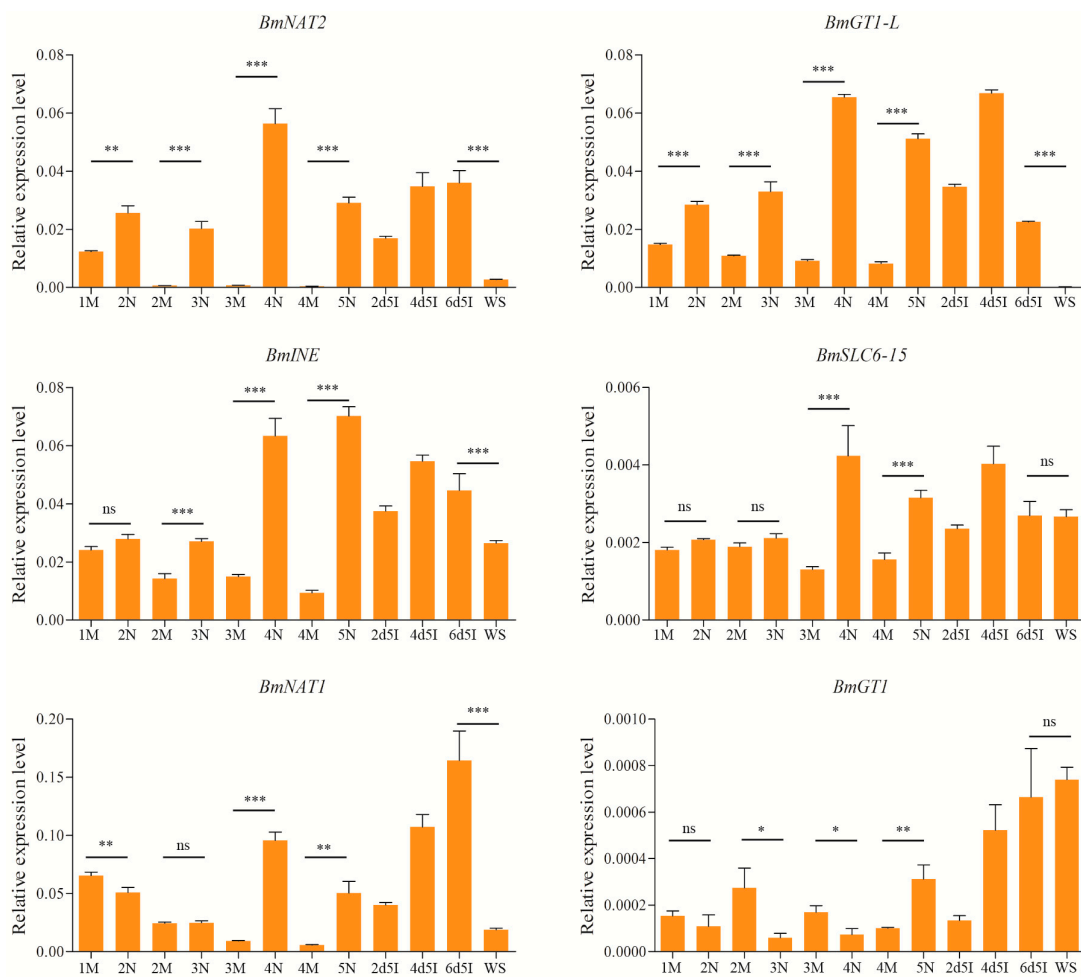 BmNAT2
Relative expression level
0.08
0.06
0.04
0.02
0.00
** *** *** *** ***
1M 2N 2M 3N 3M 4N 4M 5N 2d5I 4d5I 6d5I WS
BmGT1-L
Relative expression level
0.08
0.06
0.04
0.02
0.00
*** *** *** *** ***
1M 2N 2M 3N 3M 4N 4M 5N 2d5I 4d5I 6d5I WS
BmINE
Relative expression level
0.08
0.06
0.04
0.02
0.00
ns *** *** *** ***
1M 2N 2M 3N 3M 4N 4M 5N 2d5I 4d5I 6d5I WS
BmSLC6-15
Relative expression level
0.006
0.004
0.002
0.000
ns ns *** *** ns
1M 2N 2M 3N 3M 4N 4M 5N 2d5I 4d5I 6d5I WS
BmNAT1
Relative expression level
0.20
0.15
0.10
0.05
0.00
** ns *** ** ***
1M 2N 2M 3N 3M 4N 4M 5N 2d5I 4d5I 6d5I WS
BmGT1
Relative expression level
0.0010
0.0008
0.0006
0.0004
0.0002
0.0000
ns * * ** ns
1M 2N 2M 3N 3M 4N 4M 5N 2d5I 4d5I 6d5I WS